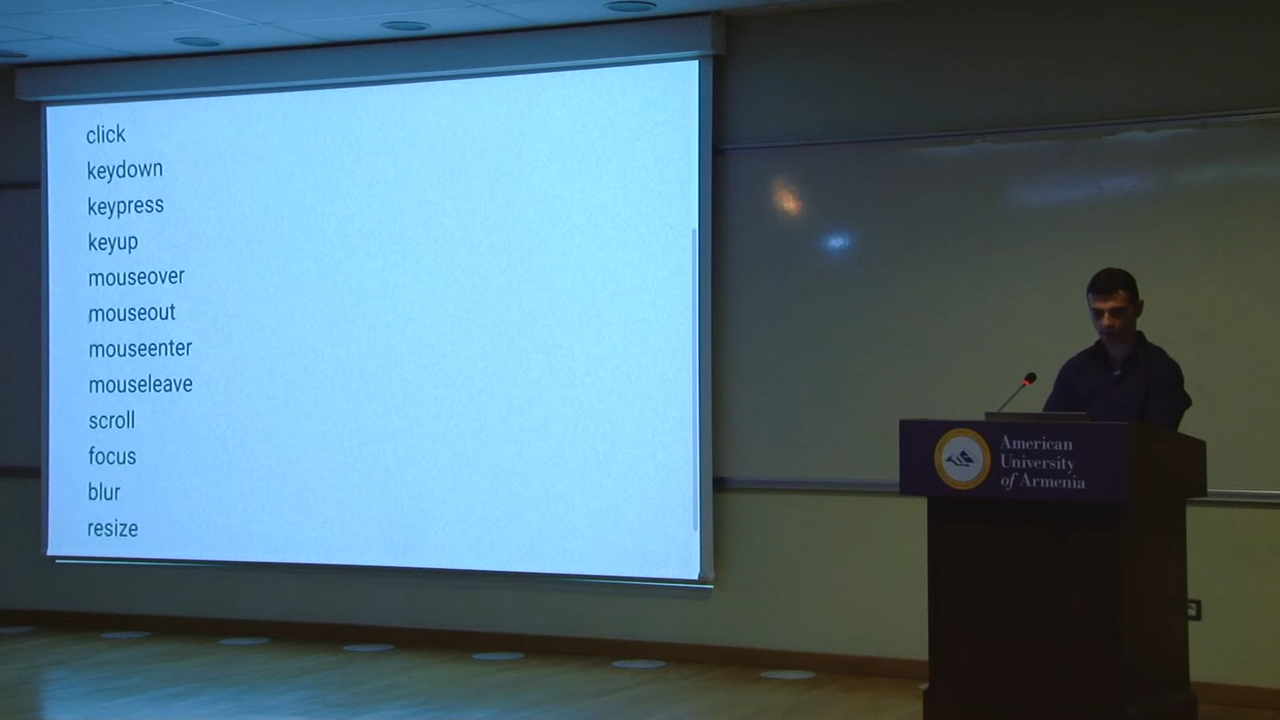 click
keydown
keypress
keyup
mouseover
mouseout
mouseenter
mouseleave
scroll
focus
blur
resize
American
University
of Armenia